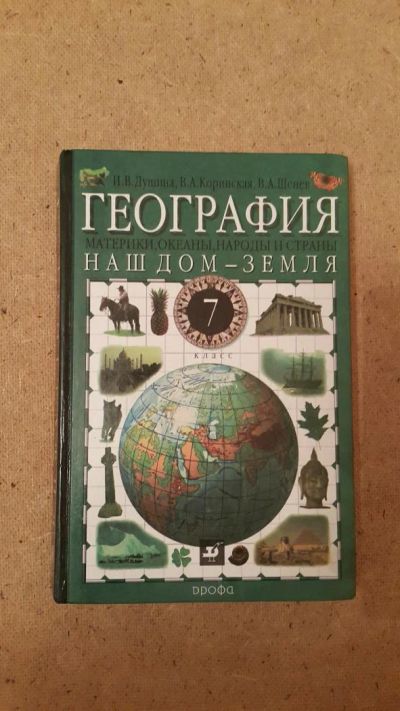 И.В.Душина, В.А.Коринская, В.А.Щенев
ГЕОГРАФИЯ
МАТЕРИКИ, ОКЕАНЫ, НАРОДЫ И СТРАНЫ
НАШ ДОМ – ЗЕМЛЯ
7
класс
дрофа